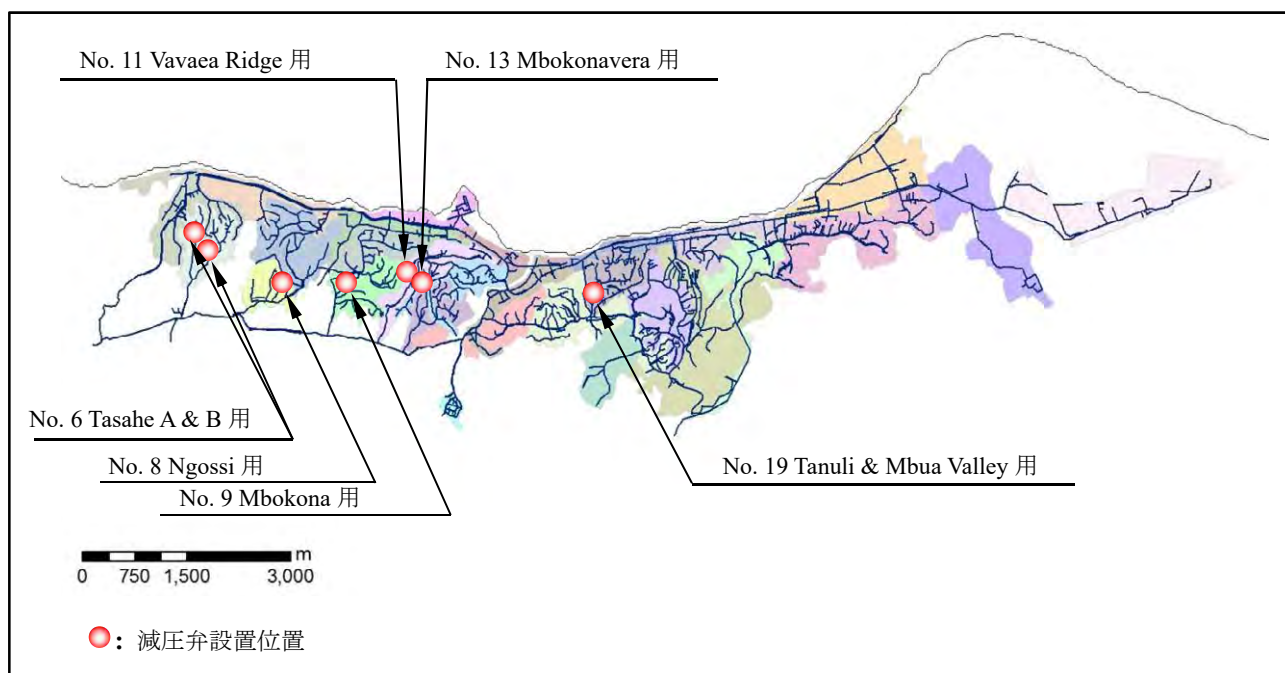 No. 11 Vavaea Ridge 用
No. 13 Mbokonavera 用
No. 6 Tasahe A & B 用
No. 8 Ngossi 用
No. 9 Mbokona 用
No. 19 Tanuli & Mbua Valley 用
m
0 750 1,500 3,000
：減圧弁設置位置